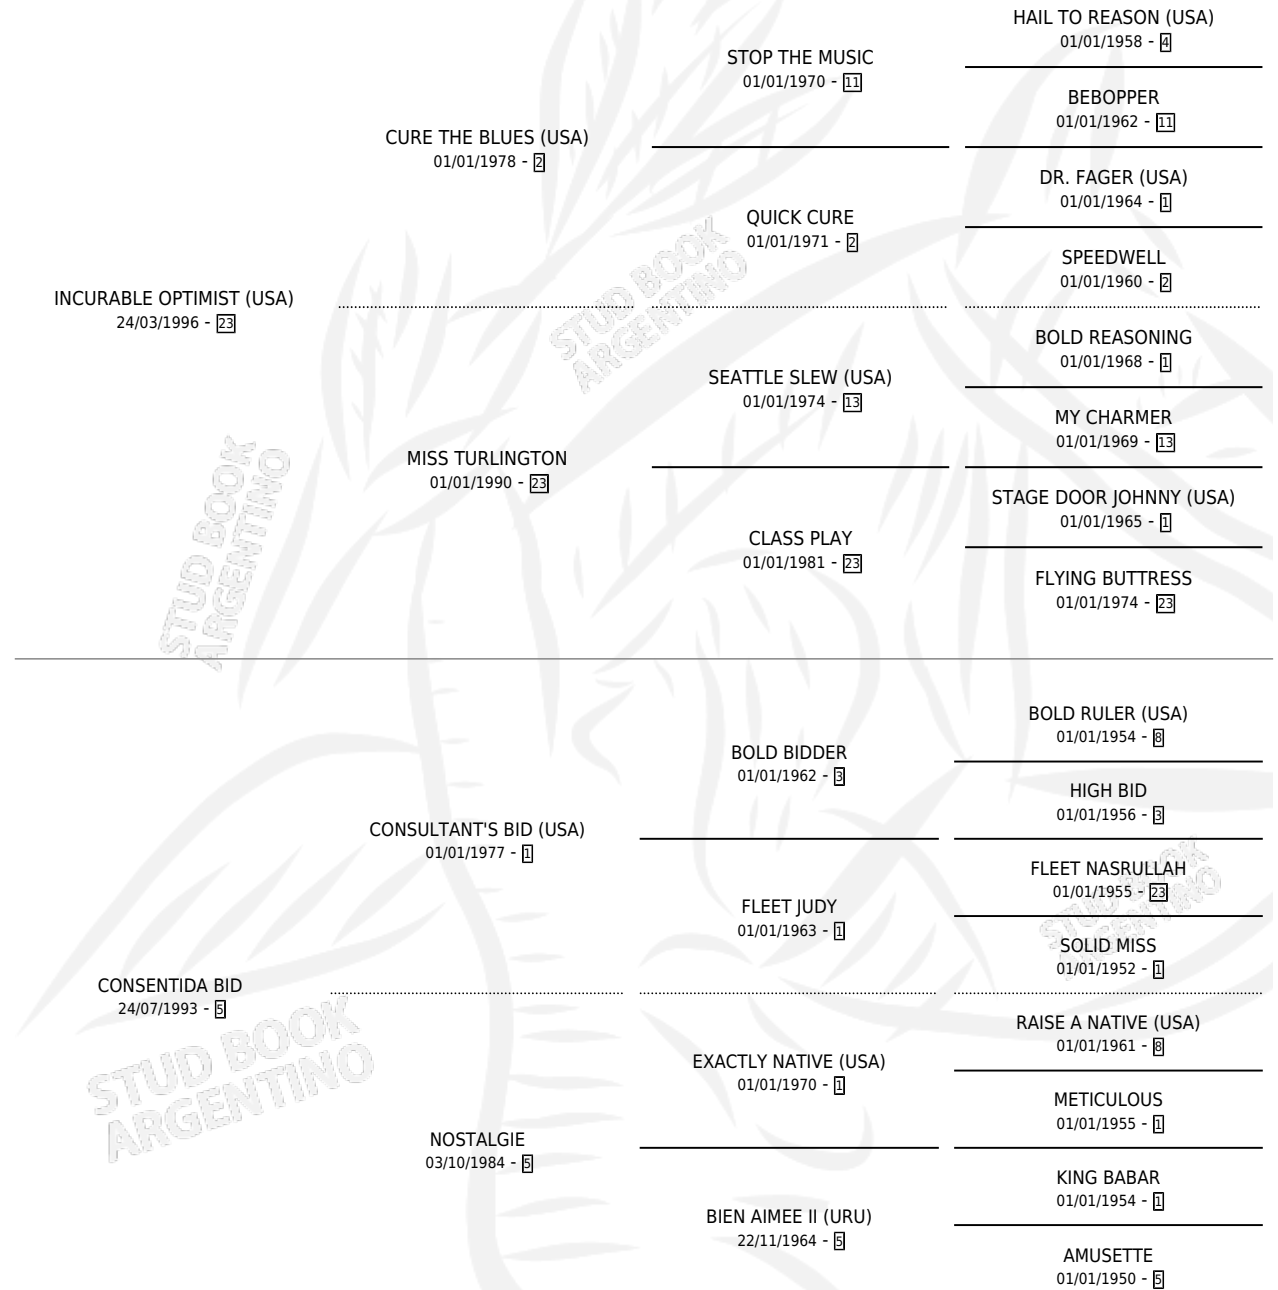 HAIL TO REASON (USA)
01/01/1958 - 4
STOP THE MUSIC
01/01/1970 - 11
BEBOPPER
01/01/1962 - 11
CURE THE BLUES (USA)
01/01/1978 - 2
DR. FAGER (USA)
01/01/1964 - 1
QUICK CURE
01/01/1971 - 2
SPEEDWELL
01/01/1960 - 2
INCURABLE OPTIMIST (USA)
24/03/1996 - 23
BOLD REASONING
01/01/1968 - 1
SEATTLE SLEW (USA)
01/01/1974 - 13
MY CHARMER
01/01/1969 - 13
MISS TURLINGTON
01/01/1990 - 23
STAGE DOOR JOHNNY (USA)
01/01/1965 - 1
CLASS PLAY
01/01/1981 - 23
FLYING BUTTRESS
01/01/1974 - 23
BOLD RULER (USA)
01/01/1954 - 8
BOLD BIDDER
01/01/1962 - 3
HIGH BID
01/01/1956 - 3
CONSULTANT'S BID (USA)
01/01/1977 - 1
FLEET NASRULLAH
01/01/1955 - 23
FLEET JUDY
01/01/1963 - 1
SOLID MISS
01/01/1952 - 1
CONSENTIDA BID
24/07/1993 - 5
RAISE A NATIVE (USA)
01/01/1961 - 8
EXACTLY NATIVE (USA)
01/01/1970 - 1
METICULOUS
01/01/1955 - 1
NOSTALGIE
03/10/1984 - 5
KING BABAR
01/01/1954 - 1
BIEN AIMEE II (URU)
22/11/1964 - 5
AMUSETTE
01/01/1950 - 5
STUD BOOK
ARGENTINO
STUD BOOK
ARGENTINO
STUD BOOK
ARGENTINO
STUD BOOK
ARGENTINO